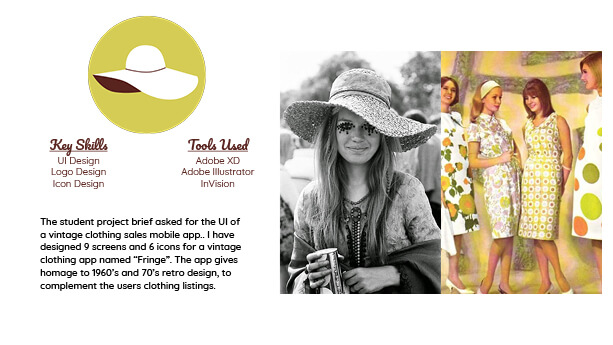 Key Skills
UI Design
Logo Design
Icon Design
Tools Used
Adobe XD
Adobe Illustrator
InVision
The student project brief asked for the UI of
a vintage clothing sales mobile app.. I have
designed 9 screens and 6 icons for a vintage
clothing app named “Fringe”. The app gives
homage to 1960’s and 70’s retro design, to
complement the users clothing listings.